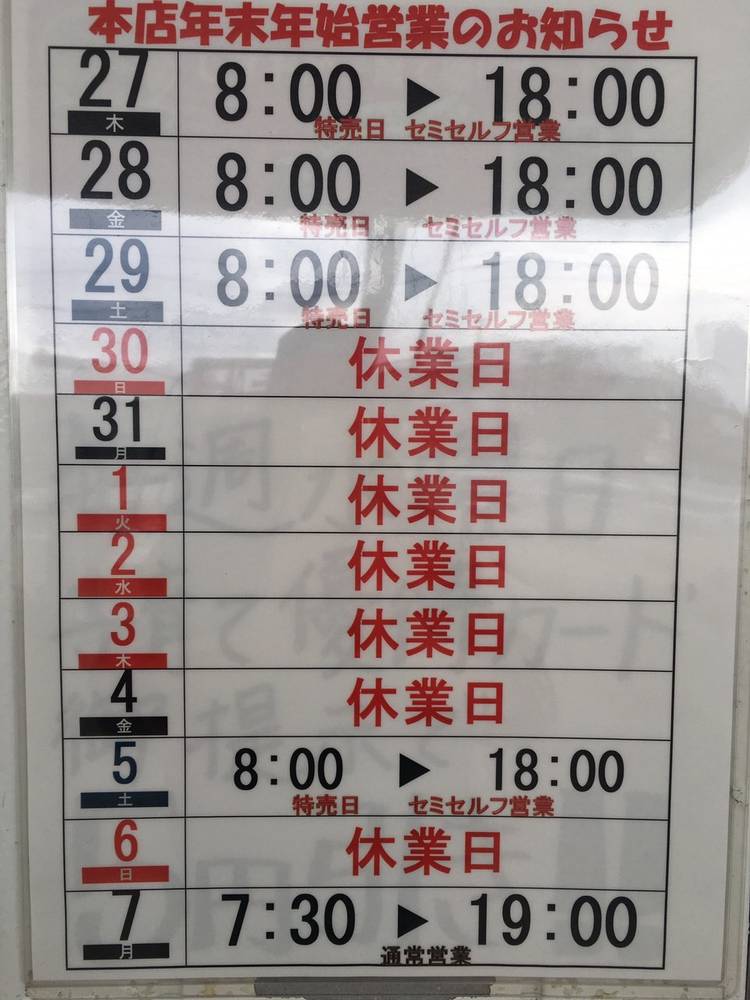 本店年末年始営業のお知らせ
27 8:00 ▶ 18:00
木 特売日 セミセルフ営業
28 8:00 ▶ 18:00
金 特売日 セミセルフ営業
29 8:00 ▶ 18:00
土 特売日 セミセルフ営業
30 休業日
日
31 休業日
月
1 休業日
火
2 休業日
水
3 休業日
木
4 休業日
金
5 8:00 ▶ 18:00
土 特売日 セミセルフ営業
6 休業日
日
7 7:30 ▶ 19:00
月 通常営業